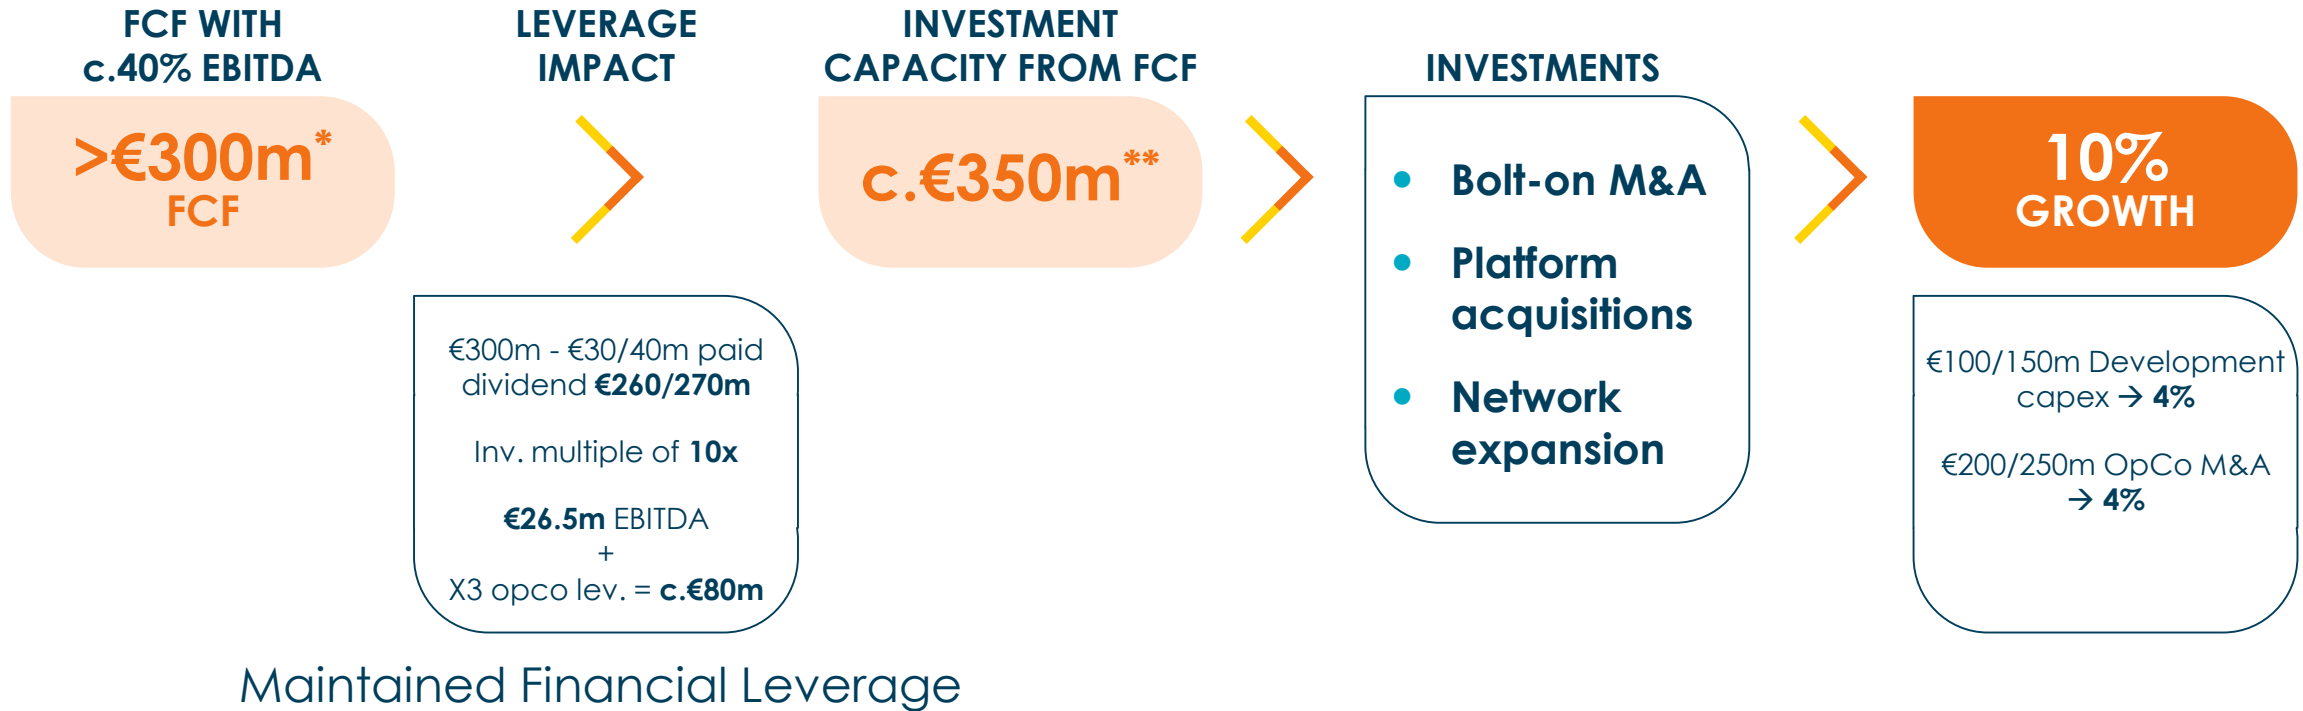 FCF WITH
c.40% EBITDA
>€300m*
FCF
LEVERAGE
IMPACT
€300m - €30/40m paid
dividend €260/270m
Inv. multiple of 10x
€26.5m EBITDA
+
X3 opco lev. = c.€80m
INVESTMENT
CAPACITY FROM FCF
c.€350m**
INVESTMENTS
• Bolt-on M&A
• Platform
acquisitions
• Network
expansion
10%
GROWTH
€100/150m Development
capex → 4%
€200/250m OpCo M&A
→ 4%
Maintained Financial Leverage